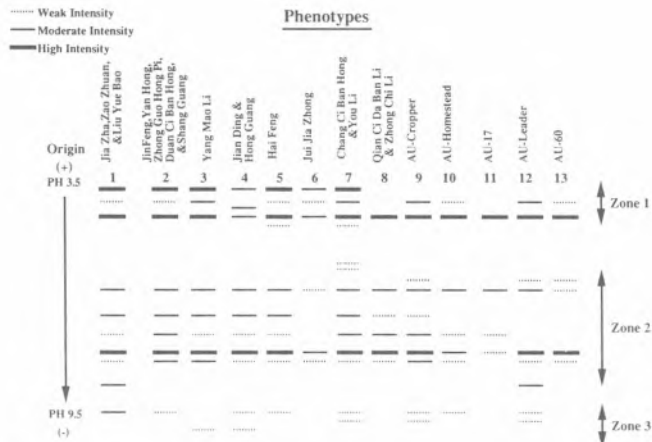 Phenotypes
Weak Intensity
Moderate Intensity
High Intensity
Origin
(+)
PH 3.5
Jia Zha,Zao Zhuan,
&Liu Yue Bao
JinFeng,Yan Hong,
Zhong Guo Hong Pi,
Duan Ci Ban Hong,
&Shang Guang
Yang Mao Li
Jian Ding &
Hong Guang
Hai Feng
Jui Jia Zhong
Chang Ci Ban Hong
&You Li
Qian Ci Da Ban Li
& Zhong Chi Li
AU-Cropper
AU-Homestead
AU-17
AU-Leader
AU-60
1 2 3 4 5 6 7 8 9 10 11 12 13
Zone 1
Zone 2
PH 9.5
(-)
Zone 3